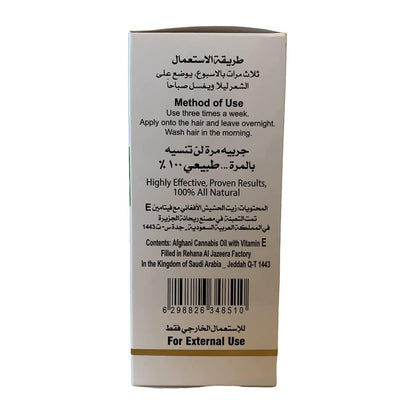 طريقة الاستعمال
ثلاث مرات بالاسبوع، يوضع على
الشعر ليلا ويغسل صباحاً
Method of Use
Use three times a week.
Apply onto the hair and leave overnight.
Wash hair in the morning.
جربيه مرة لن تنسيه
بالمرة ... طبيعي ١٠٠ ٪
Highly Effective, Proven Results,
100% All Natural
المحتويات: زيت الحشيش الأفغاني مع فيتامين E
تمت التعبئة في مصنع ريحانة الجزيرة
في المملكة العربية السعودية _ جدة س-ت 1443
Contents: Afghani Cannabis Oil with Vitamin E
Filled in Rehana Al Jazeera Factory
In the Kingdom of Saudi Arabia _ Jeddah Q-T 1443
6 298826 348510
للإستعمال الخارجي فقط
For External Use